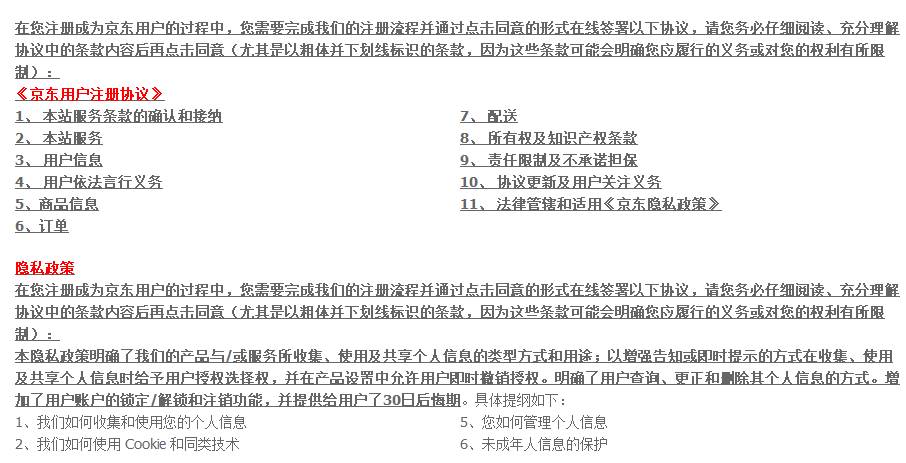 在您注册成为京东用户的过程中，您需要完成我们的注册流程并通过点击同意的形式在线签署以下协议，请您务必仔细阅读、充分理解
协议中的条款内容后再点击同意（尤其是以粗体并下划线标识的条款，因为这些条款可能会明确您应履行的义务或对您的权利有所限
制）：
《京东用户注册协议》
1、 本站服务条款的确认和接纳
2、 本站服务
3、 用户信息
4、 用户依法言行义务
5、商品信息
6、订单
7、 配送
8、 所有权及知识产权条款
9、 责任限制及不承诺担保
10、 协议更新及用户关注义务
11、 法律管辖和适用《京东隐私政策》
隐私政策
在您注册成为京东用户的过程中，您需要完成我们的注册流程并通过点击同意的形式在线签署以下协议，请您务必仔细阅读、充分理解
协议中的条款内容后再点击同意（尤其是以粗体并下划线标识的条款，因为这些条款可能会明确您应履行的义务或对您的权利有所限
制）：
本隐私政策明确了我们的产品与/或服务所收集、使用及共享个人信息的类型方式和用途；以增强告知或即时提示的方式在收集、使用
及共享个人信息时给予用户授权选择权，并在产品设置中允许用户即时撤销授权。明确了用户查询、更正和删除其个人信息的方式。增
加了用户账户的锁定/解锁和注销功能，并提供给用户了30日后悔期。具体提纲如下：
1、我们如何收集和使用您的个人信息
2、我们如何使用 Cookie 和同类技术
5、您如何管理个人信息
6、未成年人信息的保护